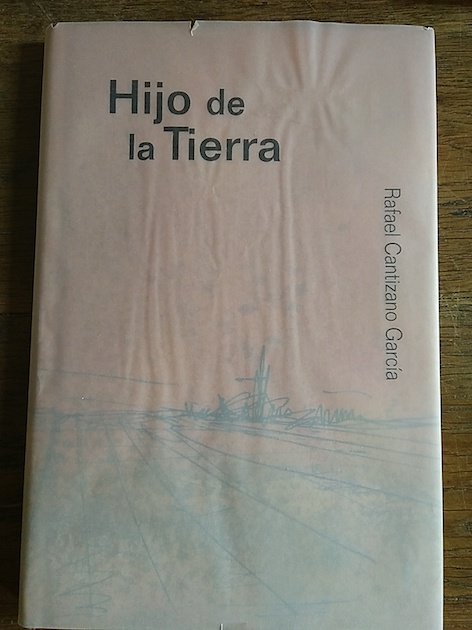 Hijo de
la Tierra
Rafael Cantizano García